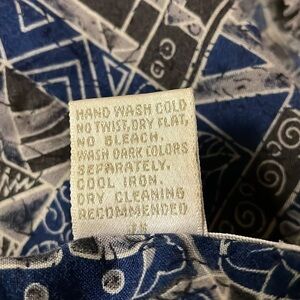 HAND WASH COLD
NO TWIST, DRY FLAT,
NO BLEACH.
WASH DARK COLORS
SEPARATELY.
COOL IRON.
DRY CLEANING
RECOMMENDED